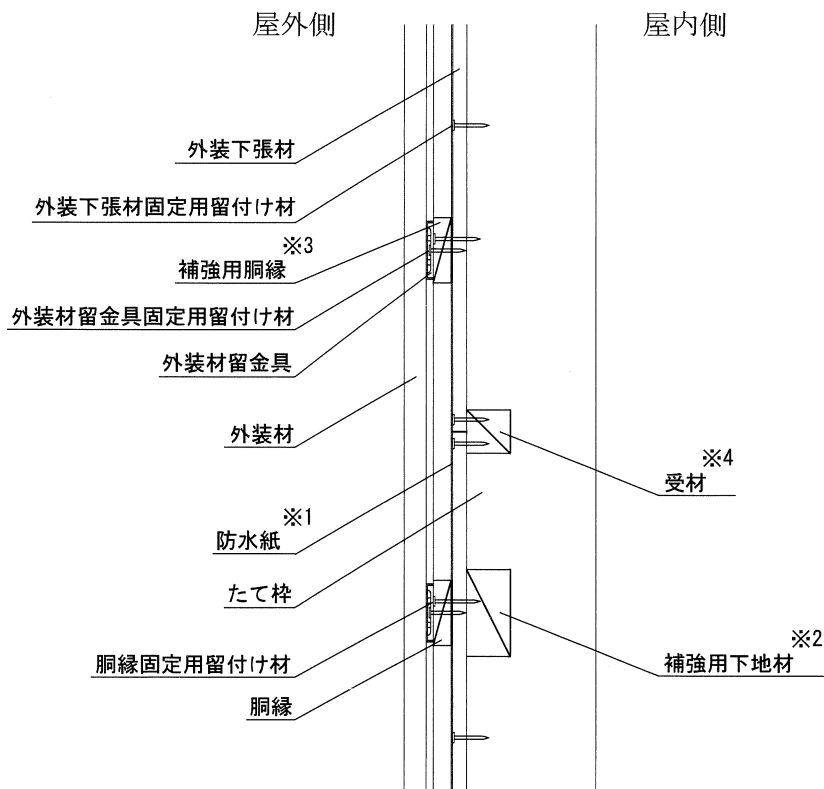 屋外側
屋内側
外装下張材
外装下張材固定用留付け材
補強用胴縁※3
外装材留金具固定用留付け材
外装材留金具
外装材
受材※4
防水紙※1
たて枠
補強用下地材※2
胴縁固定用留付け材
胴縁